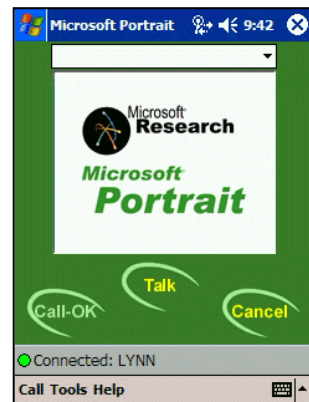 Microsoft Portrait 9:42
Microsoft
Research
Microsoft
Portrait
Talk
Call-OK
Cancel
Connected: LYNN
Call Tools Help